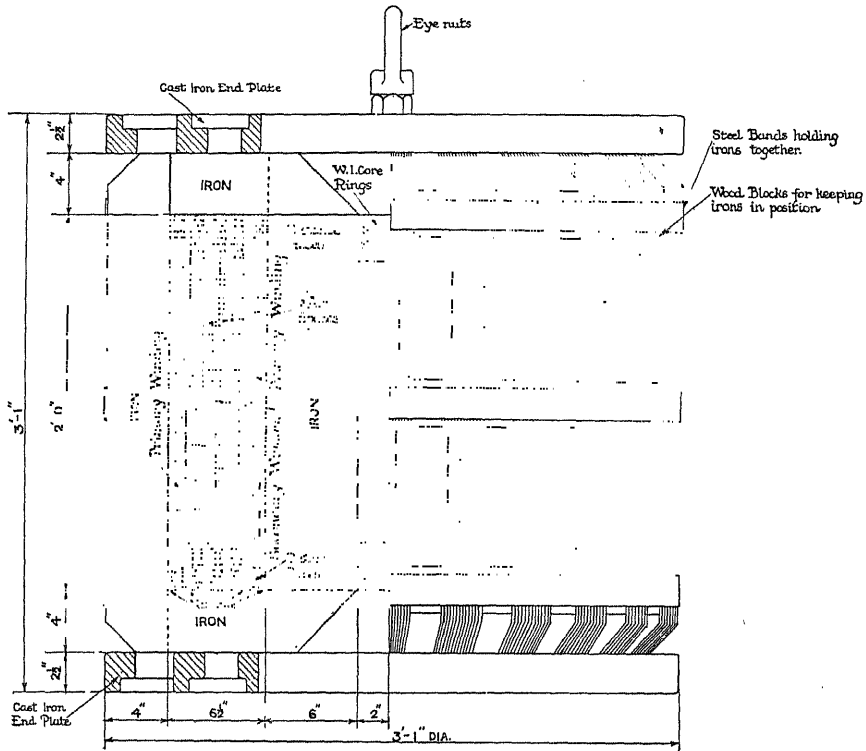 Eye nuts
Cast Iron End Plate
2½"
4"
IRON
W.I. Core
Rings
Steel Bands holding
irons together.
Wood Blocks for keeping
irons in position
3'-1"
2' 0"
Primary Winding
Secondary Winding
IRON
4"
IRON
2½"
Cast Iron
End Plate
4"
6½"
6"
2"
3'-1" DIA.